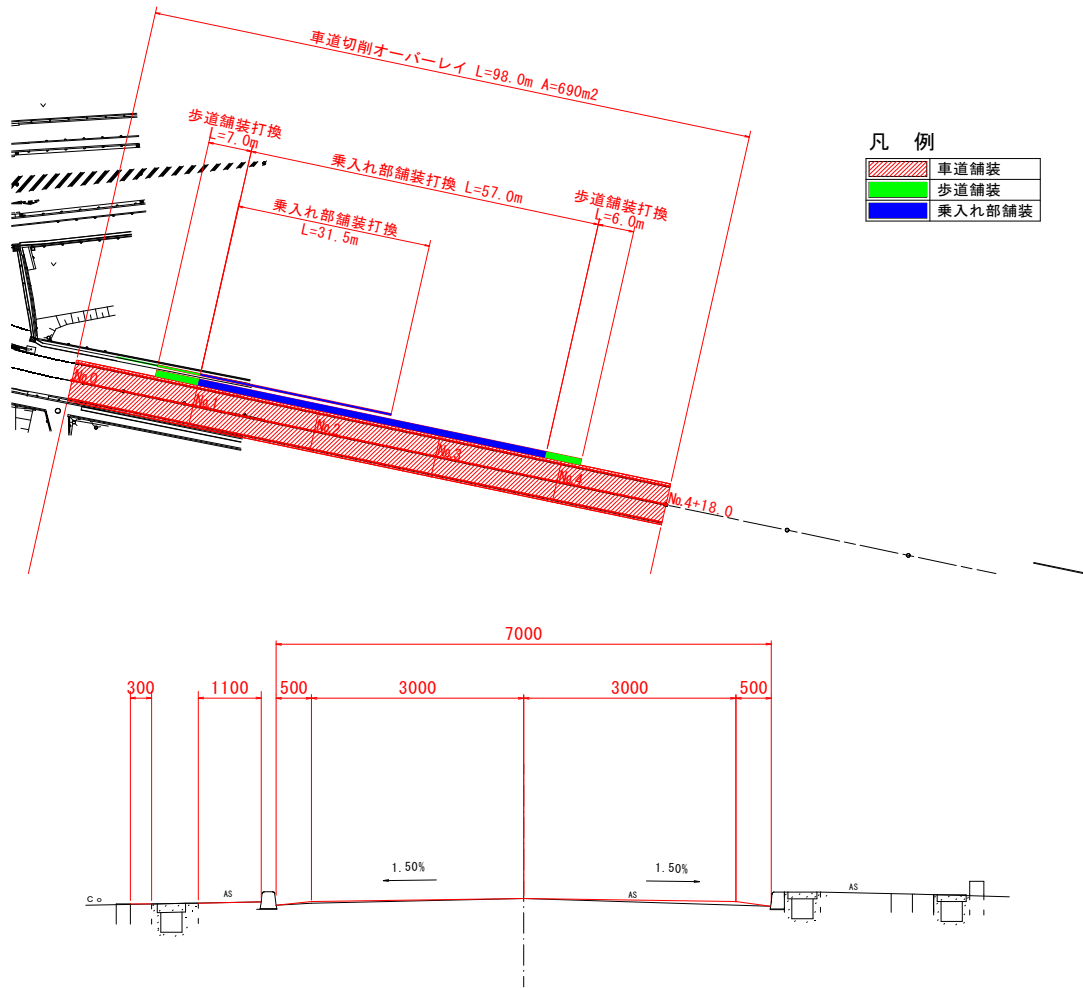 車道切削オーバーレイ L=98.0m A=690m2
歩道舗装打換
L=7.0m
乗入れ部舗装打換 L=57.0m
歩道舗装打換
L=6.0m
乗入れ部舗装打換
L=31.5m
凡 例
車道舗装
歩道舗装
乗入れ部舗装
No.0
No.1
No.2
No.3
No.4
No.4+18.0
7000
300
1100
500
3000
3000
500
1.50%
1.50%
Co
AS
AS
AS